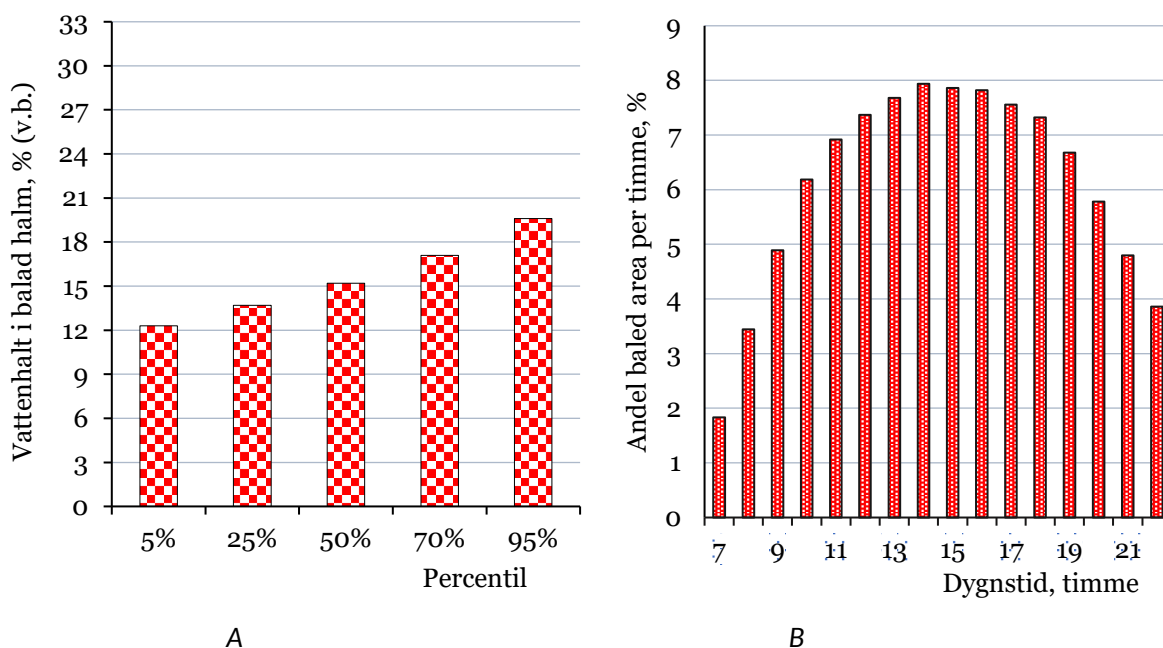 Vattenhalt i balad halm, % (v.b.)
33
30
27
24
21
18
15
12
9
6
3
0
5% 25% 50% 70% 95%
Percentil
A
Andel baled area per timme, %
9
8
7
6
5
4
3
2
1
0
7 9 11 13 15 17 19 21
Dygnstid, timme
B